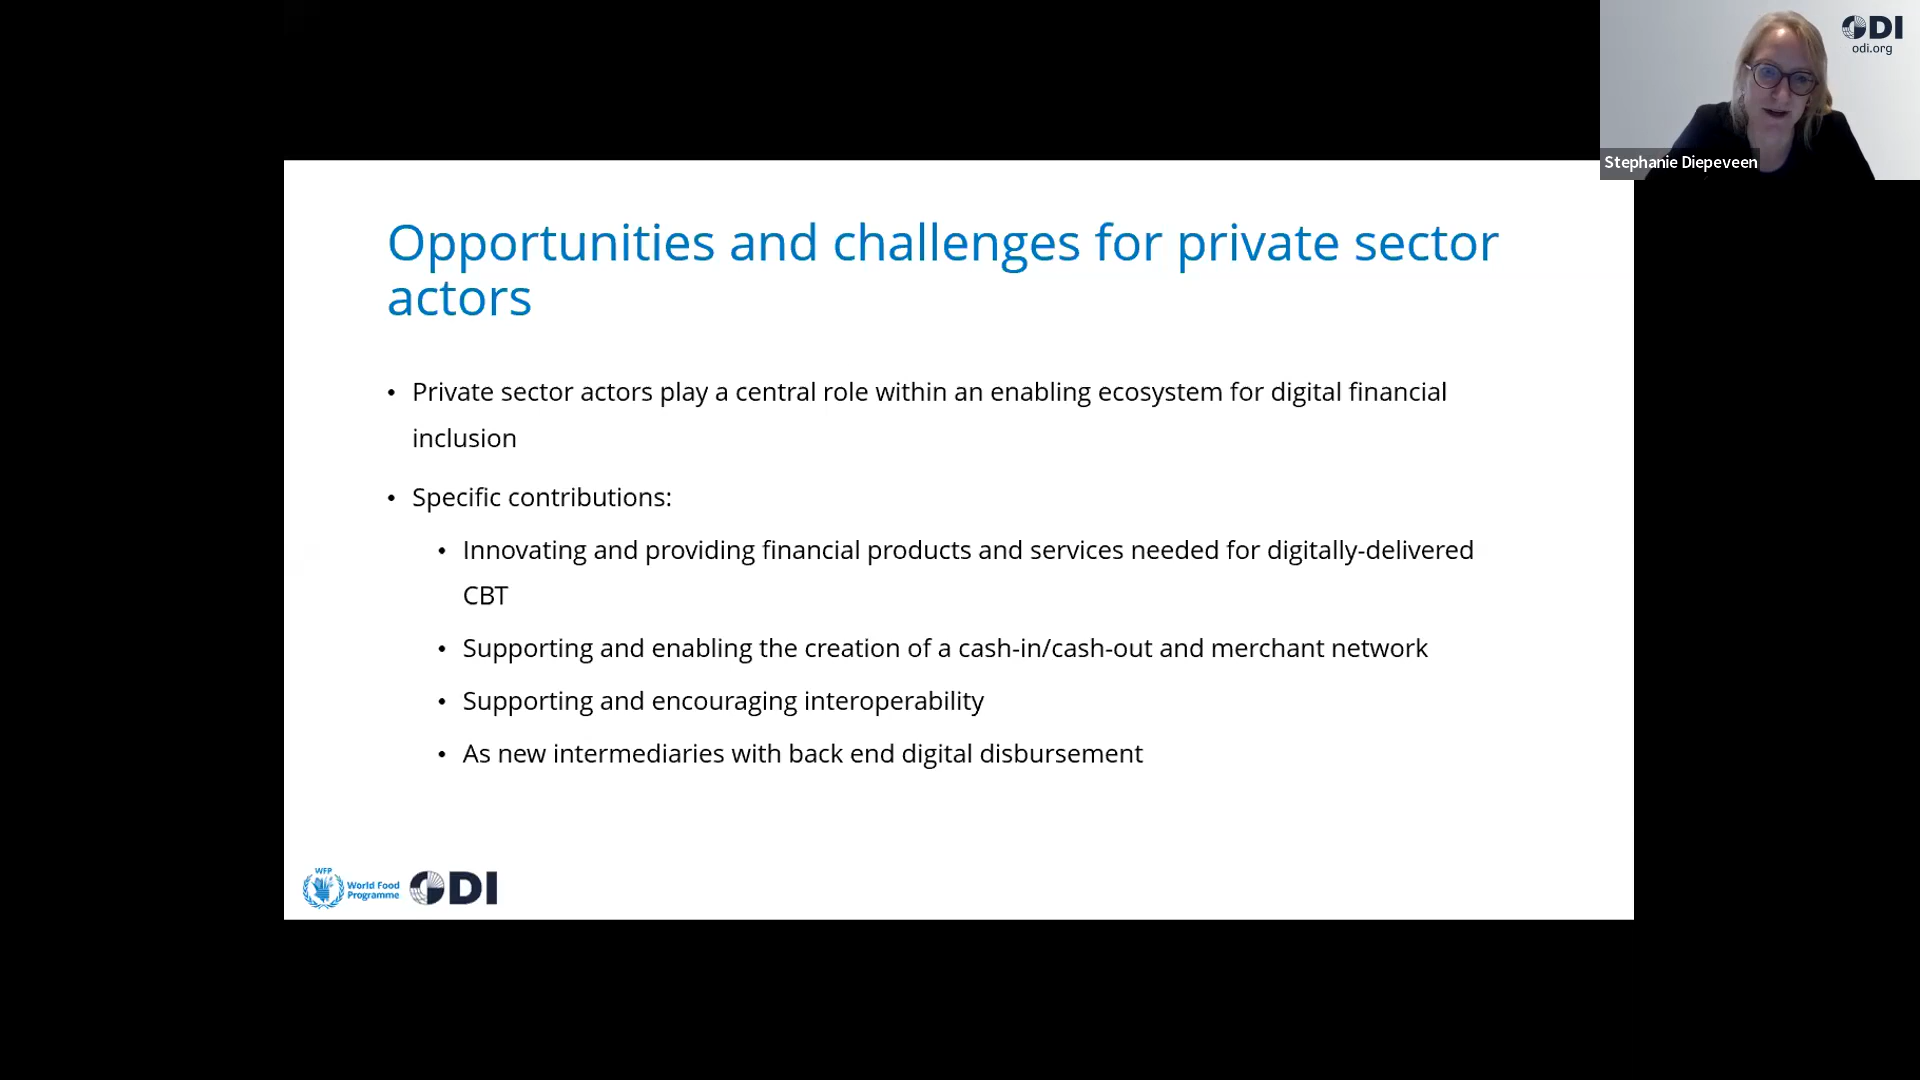 ODI
odi.org
Stephanie Diepeveen
Opportunities and challenges for private sector
actors
• Private sector actors play a central role within an enabling ecosystem for digital financial
inclusion
• Specific contributions:
• Innovating and providing financial products and services needed for digitally-delivered
CBT
• Supporting and enabling the creation of a cash-in/cash-out and merchant network
• Supporting and encouraging interoperability
• As new intermediaries with back end digital disbursement
WFP
World Food
Programme
ODI